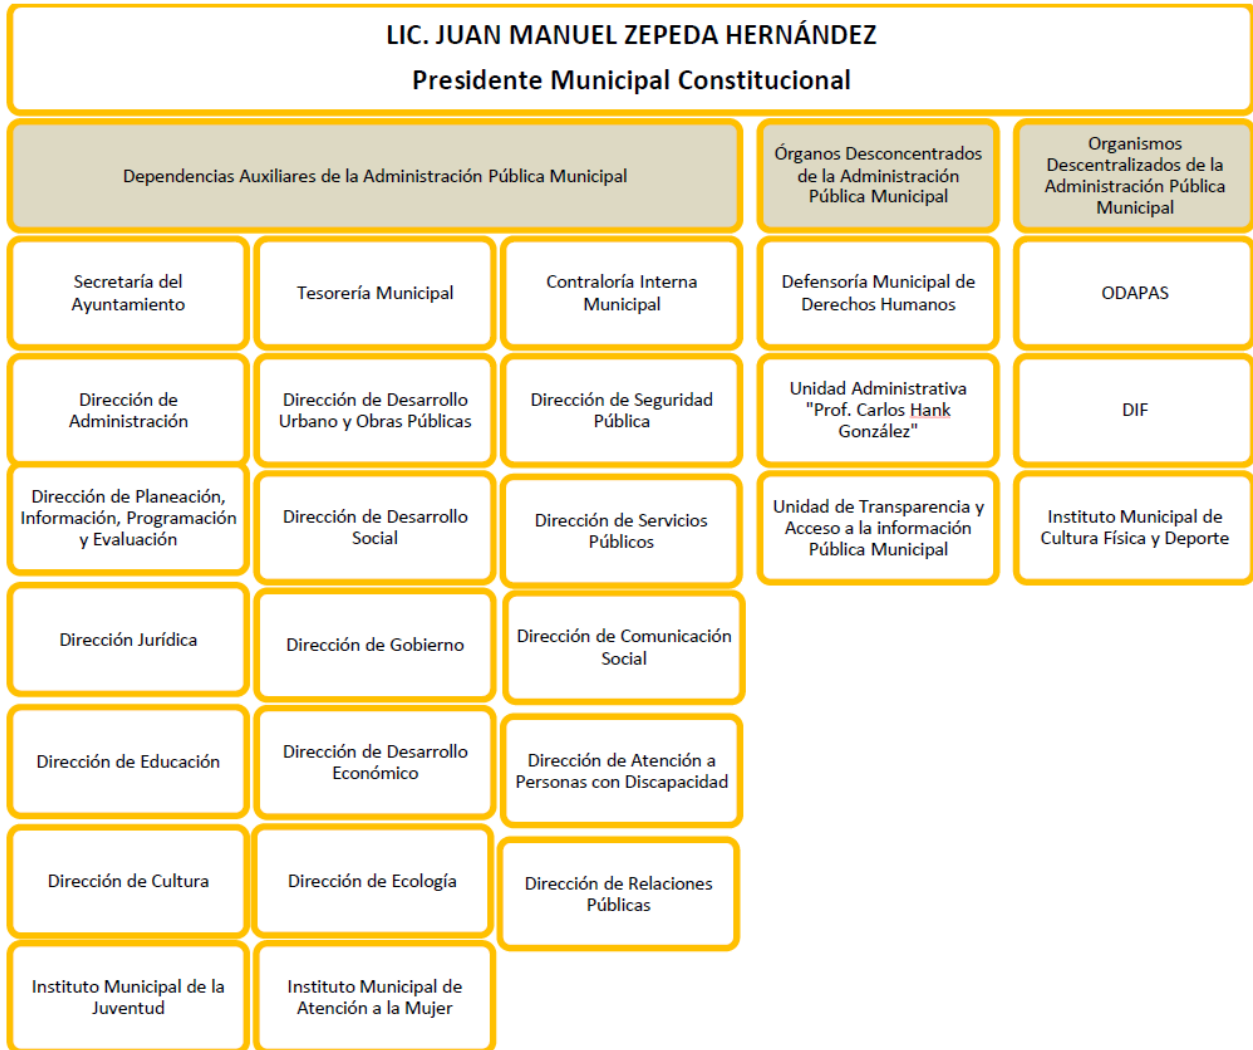 LIC. JUAN MANUEL ZEPEDA HERNÁNDEZ
Presidente Municipal Constitucional
Dependencias Auxiliares de la Administración Pública Municipal
Órganos Desconcentrados
de la Administración
Pública Municipal
Organismos
Descentralizados de la
Administración Pública
Municipal
Secretaría del
Ayuntamiento
Tesorería Municipal
Contraloría Interna
Municipal
Defensoría Municipal de
Derechos Humanos
ODAPAS
Dirección de
Administración
Dirección de Desarrollo
Urbano y Obras Públicas
Dirección de Seguridad
Pública
Unidad Administrativa
"Prof. Carlos Hank
González"
DIF
Dirección de Planeación,
Información, Programación
y Evaluación
Dirección de Desarrollo
Social
Dirección de Servicios
Públicos
Unidad de Transparencia y
Acceso a la información
Pública Municipal
Instituto Municipal de
Cultura Física y Deporte
Dirección Jurídica
Dirección de Gobierno
Dirección de Comunicación
Social
Dirección de Educación
Dirección de Desarrollo
Económico
Dirección de Atención a
Personas con Discapacidad
Dirección de Cultura
Dirección de Ecología
Dirección de Relaciones
Públicas
Instituto Municipal de la
Juventud
Instituto Municipal de
Atención a la Mujer